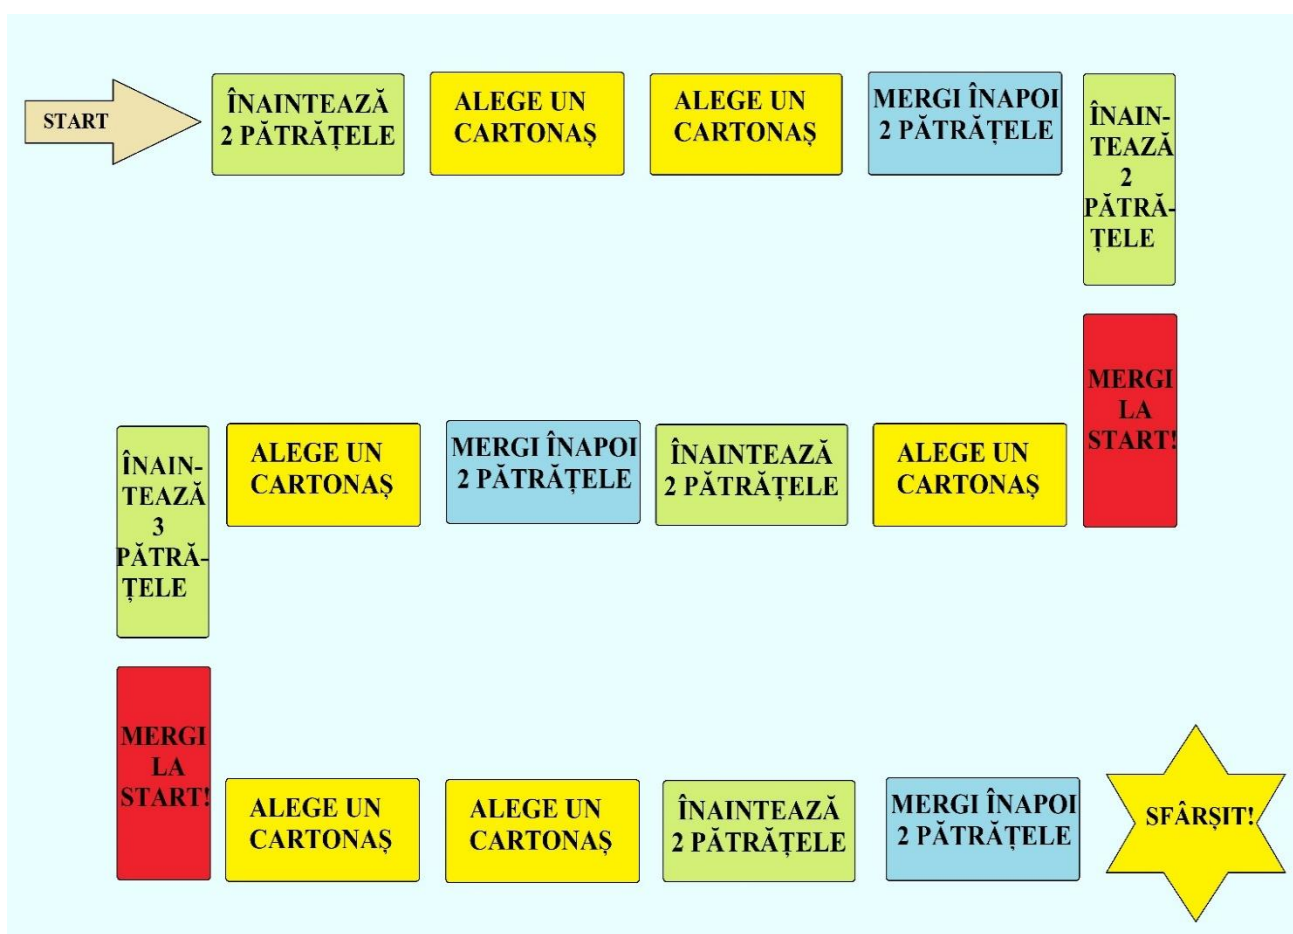 START
ÎNAINTEAZĂ
2 PĂTRĂȚELE
ALEGE UN
CARTONAȘ
ALEGE UN
CARTONAȘ
MERGI ÎNAPOI
2 PĂTRĂȚELE
ÎNAIN-
TEAZĂ
2
PĂTRĂ-
ȚELE
MERGI
LA
START!
ALEGE UN
CARTONAȘ
ÎNAINTEAZĂ
2 PĂTRĂȚELE
MERGI ÎNAPOI
2 PĂTRĂȚELE
ALEGE UN
CARTONAȘ
ÎNAIN-
TEAZĂ
3
PĂTRĂ-
ȚELE
MERGI
LA
START!
ALEGE UN
CARTONAȘ
ALEGE UN
CARTONAȘ
ÎNAINTEAZĂ
2 PĂTRĂȚELE
MERGI ÎNAPOI
2 PĂTRĂȚELE
SFÂRȘIT!